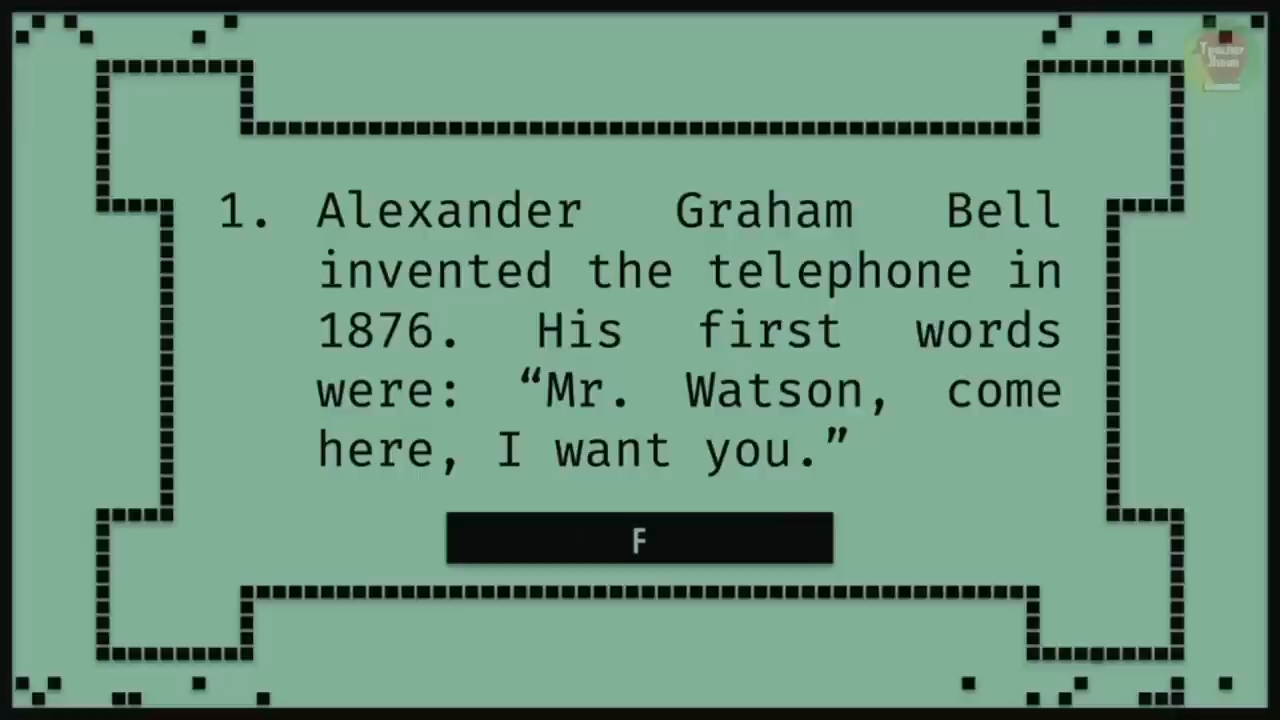 1. Alexander Graham Bell
invented the telephone in
1876. His first words
were: “Mr. Watson, come
here, I want you.”
F
Teacher